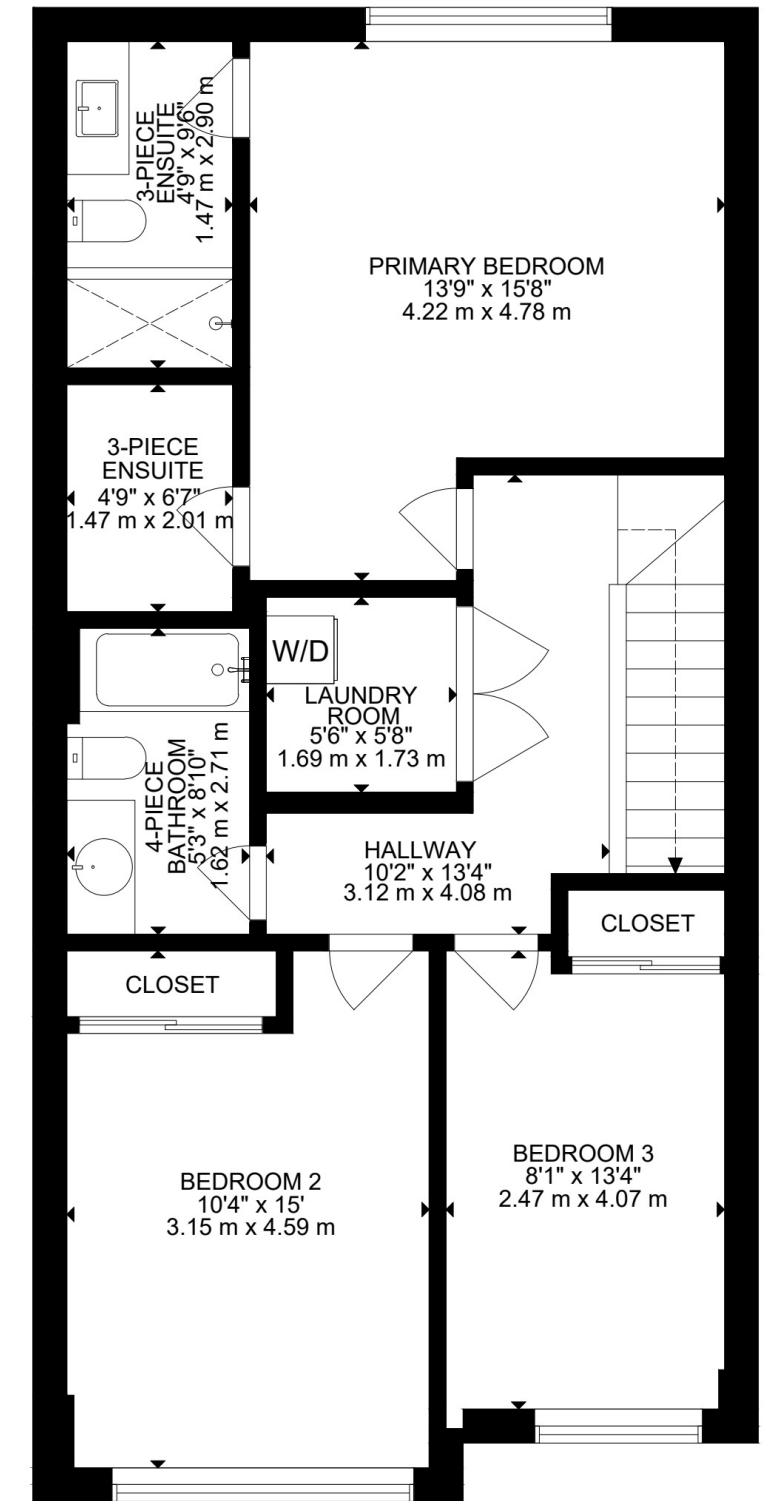 3-PIECE
ENSUITE
4'9" x 9'6"
1.47 m x 2.90 m
PRIMARY BEDROOM
13'9" x 15'8"
4.22 m x 4.78 m
3-PIECE
ENSUITE
4'9" x 6'7"
1.47 m x 2.01 m
W/D
LAUNDRY
ROOM
5'6" x 5'8"
1.69 m x 1.73 m
4-PIECE
BATHROOM
5'3" x 8'10"
1.62 m x 2.71 m
HALLWAY
10'2" x 13'4"
3.12 m x 4.08 m
CLOSET
CLOSET
BEDROOM 2
10'4" x 15'
3.15 m x 4.59 m
BEDROOM 3
8'1" x 13'4"
2.47 m x 4.07 m